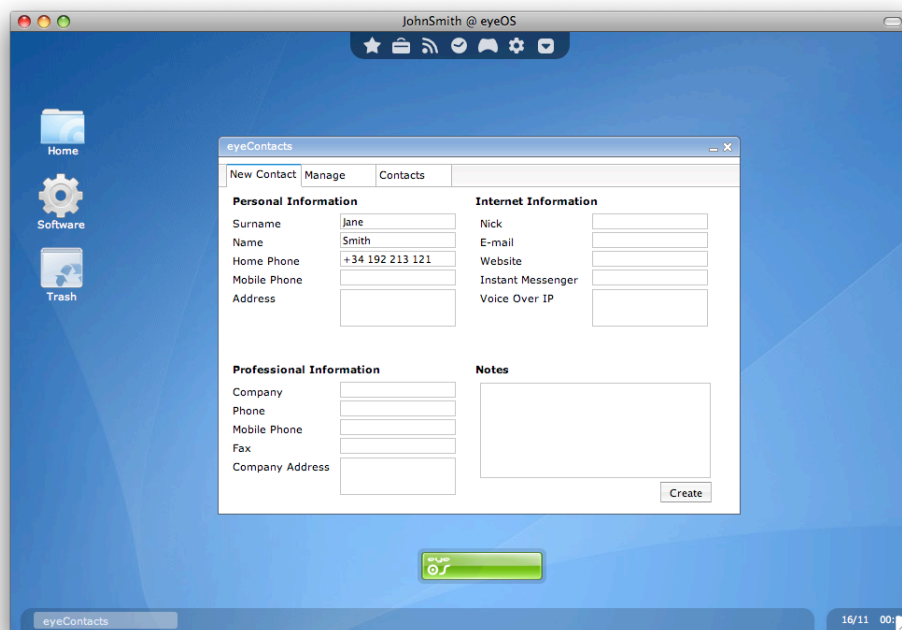 JohnSmith @ eyeOS
Home
Software
Trash
eyeContacts
New Contact Manage Contacts
Personal Information
Surname Jane
Name Smith
Home Phone +34 192 213 121
Mobile Phone
Address
Internet Information
Nick
E-mail
Website
Instant Messenger
Voice Over IP
Professional Information
Company
Phone
Mobile Phone
Fax
Company Address
Notes
Create
eye
OS
eyeContacts
16/11 00: